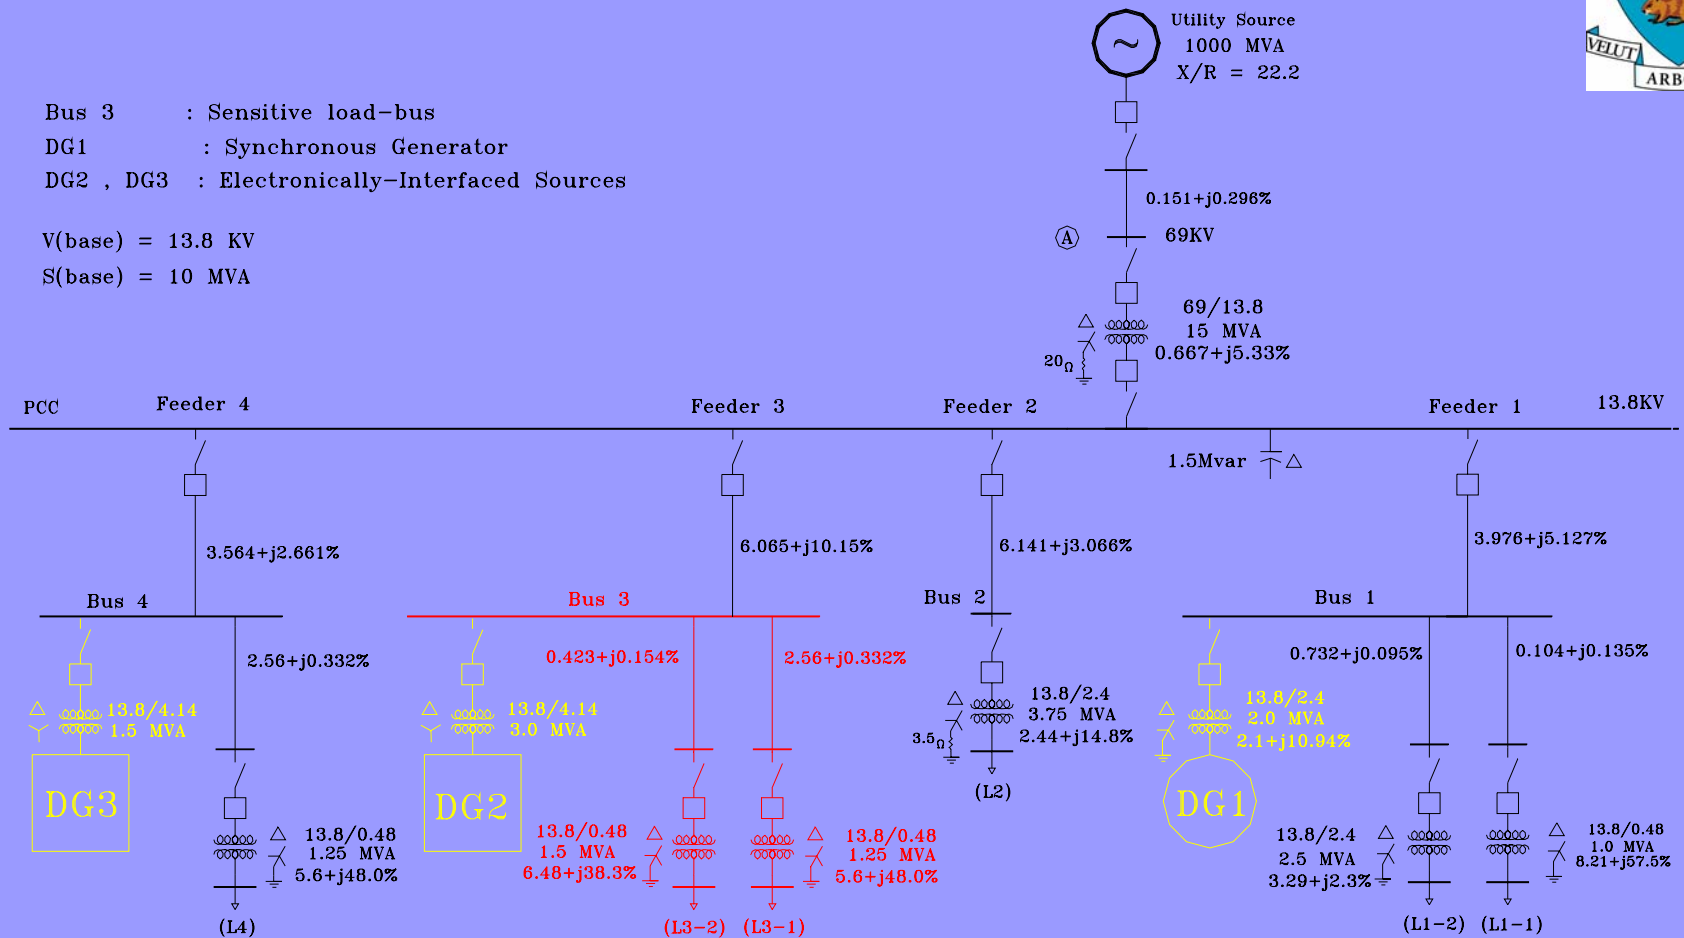 Utility Source
1000 MVA
X/R = 22.2
VELUT
ARB
Bus 3 : Sensitive load-bus
DG1 : Synchronous Generator
DG2 , DG3 : Electronically-Interfaced Sources
V(base) = 13.8 KV
S(base) = 10 MVA
0.151+j0.296%
A
69KV
69/13.8
15 MVA
0.667+j5.33%
20Ω
PCC
Feeder 4
Feeder 3
Feeder 2
Feeder 1
13.8KV
1.5Mvar
3.564+j2.661%
6.065+j10.15%
6.141+j3.066%
3.976+j5.127%
Bus 4
Bus 3
Bus 2
Bus 1
2.56+j0.332%
0.423+j0.154%
2.56+j0.332%
0.732+j0.095%
0.104+j0.135%
13.8/4.14
1.5 MVA
13.8/4.14
3.0 MVA
13.8/2.4
3.75 MVA
2.44+j14.8%
3.5Ω
(L2)
13.8/2.4
2.0 MVA
2.1+j10.94%
DG3
DG2
DG1
13.8/0.48
1.25 MVA
5.6+j48.0%
13.8/0.48
1.5 MVA
6.48+j38.3%
13.8/0.48
1.25 MVA
5.6+j48.0%
13.8/2.4
2.5 MVA
3.29+j2.3%
13.8/0.48
1.0 MVA
8.21+j57.5%
(L4)
(L3-2)
(L3-1)
(L1-2)
(L1-1)